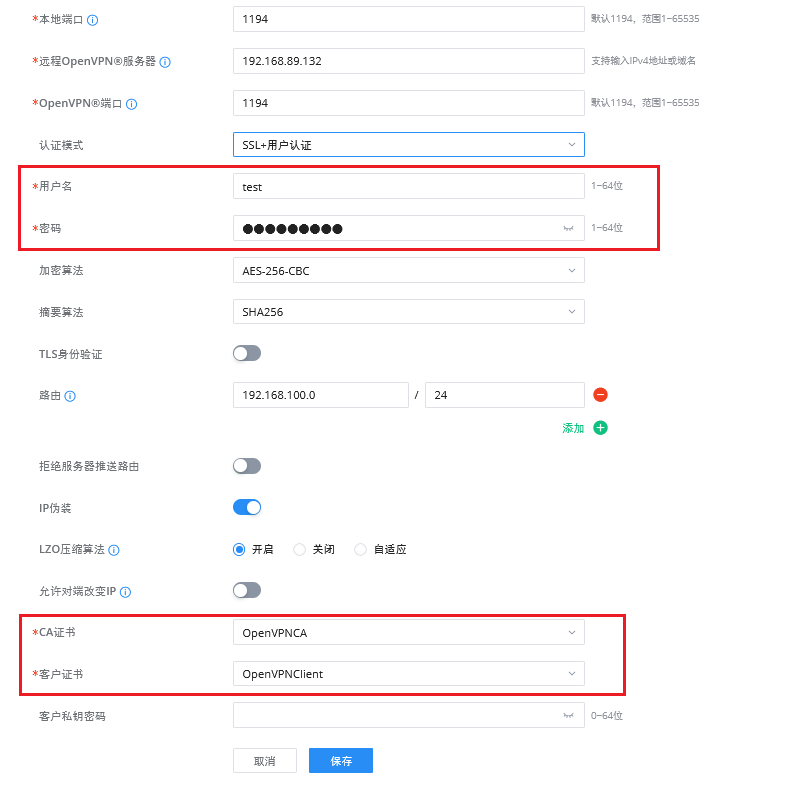 *本地端口 1194 默认1194，范围1~65535
*远程OpenVPN®服务器 192.168.89.132 支持输入IPv4地址或域名
*OpenVPN®端口 1194 默认1194，范围1~65535
认证模式 SSL+用户认证
*用户名 test 1~64位
*密码 ●●●●●●●●● 1~64位
加密算法 AES-256-CBC
摘要算法 SHA256
TLS身份验证
路由 192.168.100.0 / 24
添加
拒绝服务器推送路由
IP伪装
LZO压缩算法 开启 关闭 自适应
允许对端改变IP
*CA证书 OpenVPNCA
*客户证书 OpenVPNClient
客户私钥密码 0~64位
取消 保存